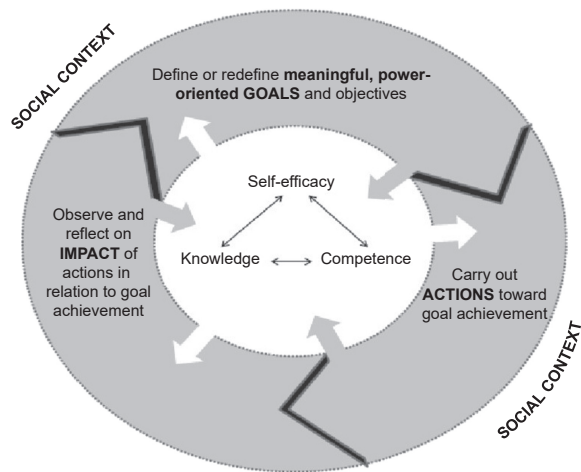 SOCIAL CONTEXT
Define or redefine meaningful, power-
oriented GOALS and objectives
Self-efficacy
Knowledge
Competence
Observe and
reflect on
IMPACT of
actions in
relation to goal
achievement
Carry out
ACTIONS toward
goal achievement
SOCIAL CONTEXT